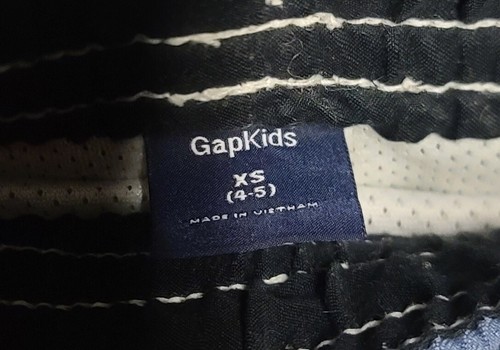 GapKids
XS
(4-5)
MADE IN VIETNAM